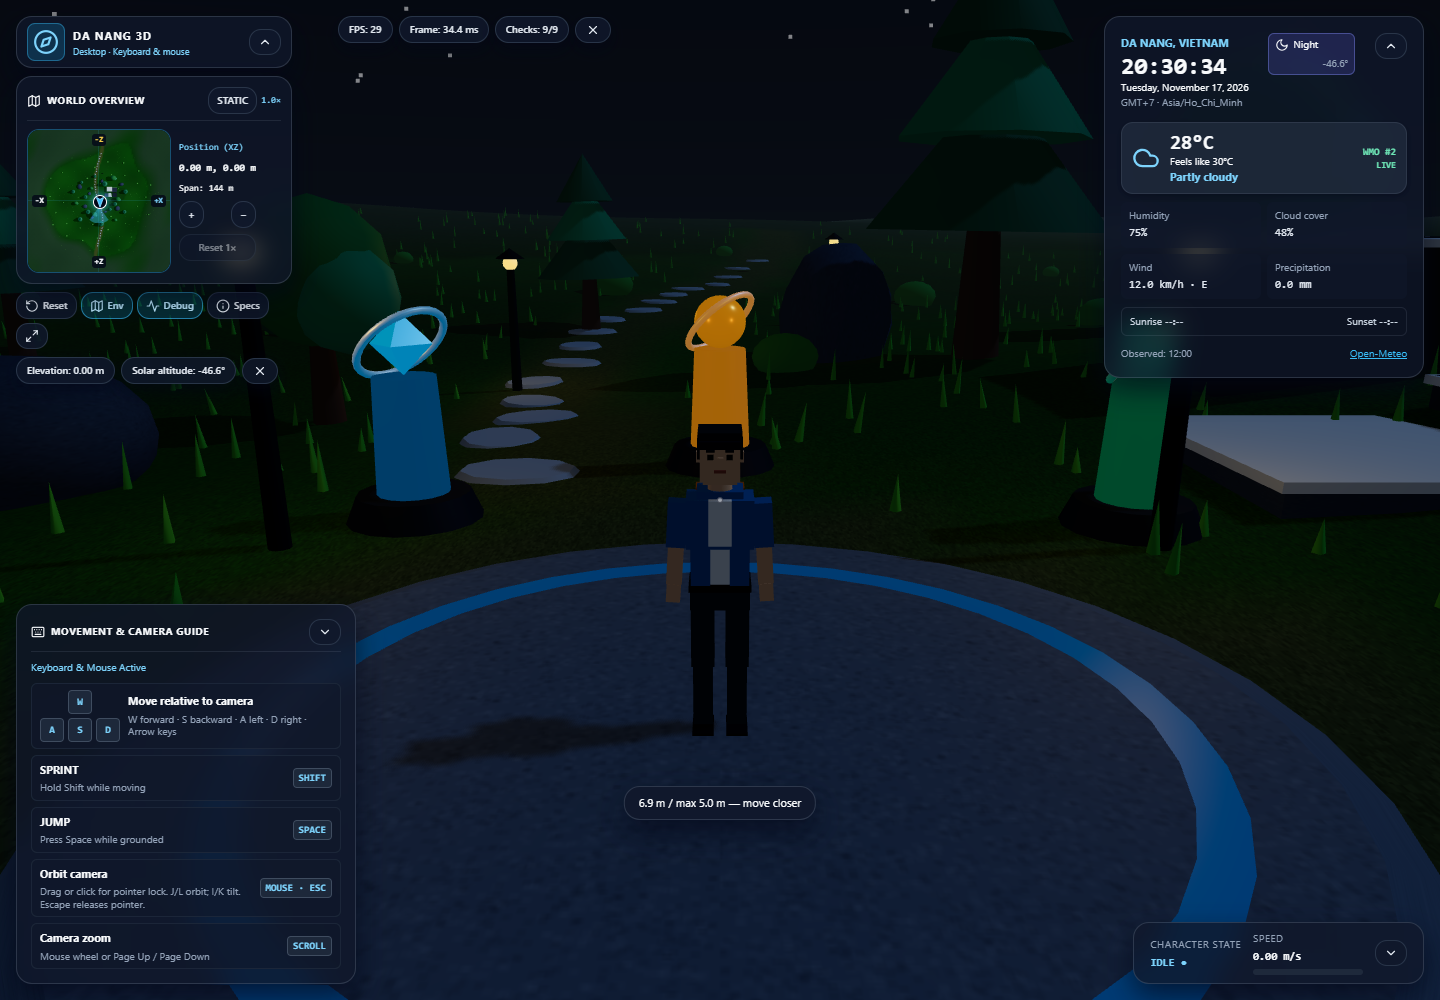 DA NANG 3D
Desktop · Keyboard & mouse
FPS: 29
Frame: 34.4 ms
Checks: 9/9
WORLD OVERVIEW
STATIC
1.0×
-Z
-X
+X
+Z
Position (XZ)
0.00 m, 0.00 m
Span: 144 m
+
−
Reset 1×
Reset
Env
Debug
Specs
Elevation: 0.00 m
Solar altitude: -46.6°
DA NANG, VIETNAM
20:30:34
Tuesday, November 17, 2026
GMT+7 · Asia/Ho_Chi_Minh
Night
-46.6°
28°C
Feels like 30°C
Partly cloudy
WMO #2
LIVE
Humidity
75%
Cloud cover
48%
Wind
12.0 km/h · E
Precipitation
0.0 mm
Sunrise --:--
Sunset --:--
Observed: 12:00
Open-Meteo
MOVEMENT & CAMERA GUIDE
Keyboard & Mouse Active
W
A
S
D
Move relative to camera
W forward · S backward · A left · D right ·
Arrow keys
SPRINT
Hold Shift while moving
SHIFT
JUMP
Press Space while grounded
SPACE
Orbit camera
Drag or click for pointer lock. J/L orbit; I/K tilt.
Escape releases pointer.
MOUSE · ESC
Camera zoom
Mouse wheel or Page Up / Page Down
SCROLL
6.9 m / max 5.0 m — move closer
CHARACTER STATE
IDLE
SPEED
0.00 m/s